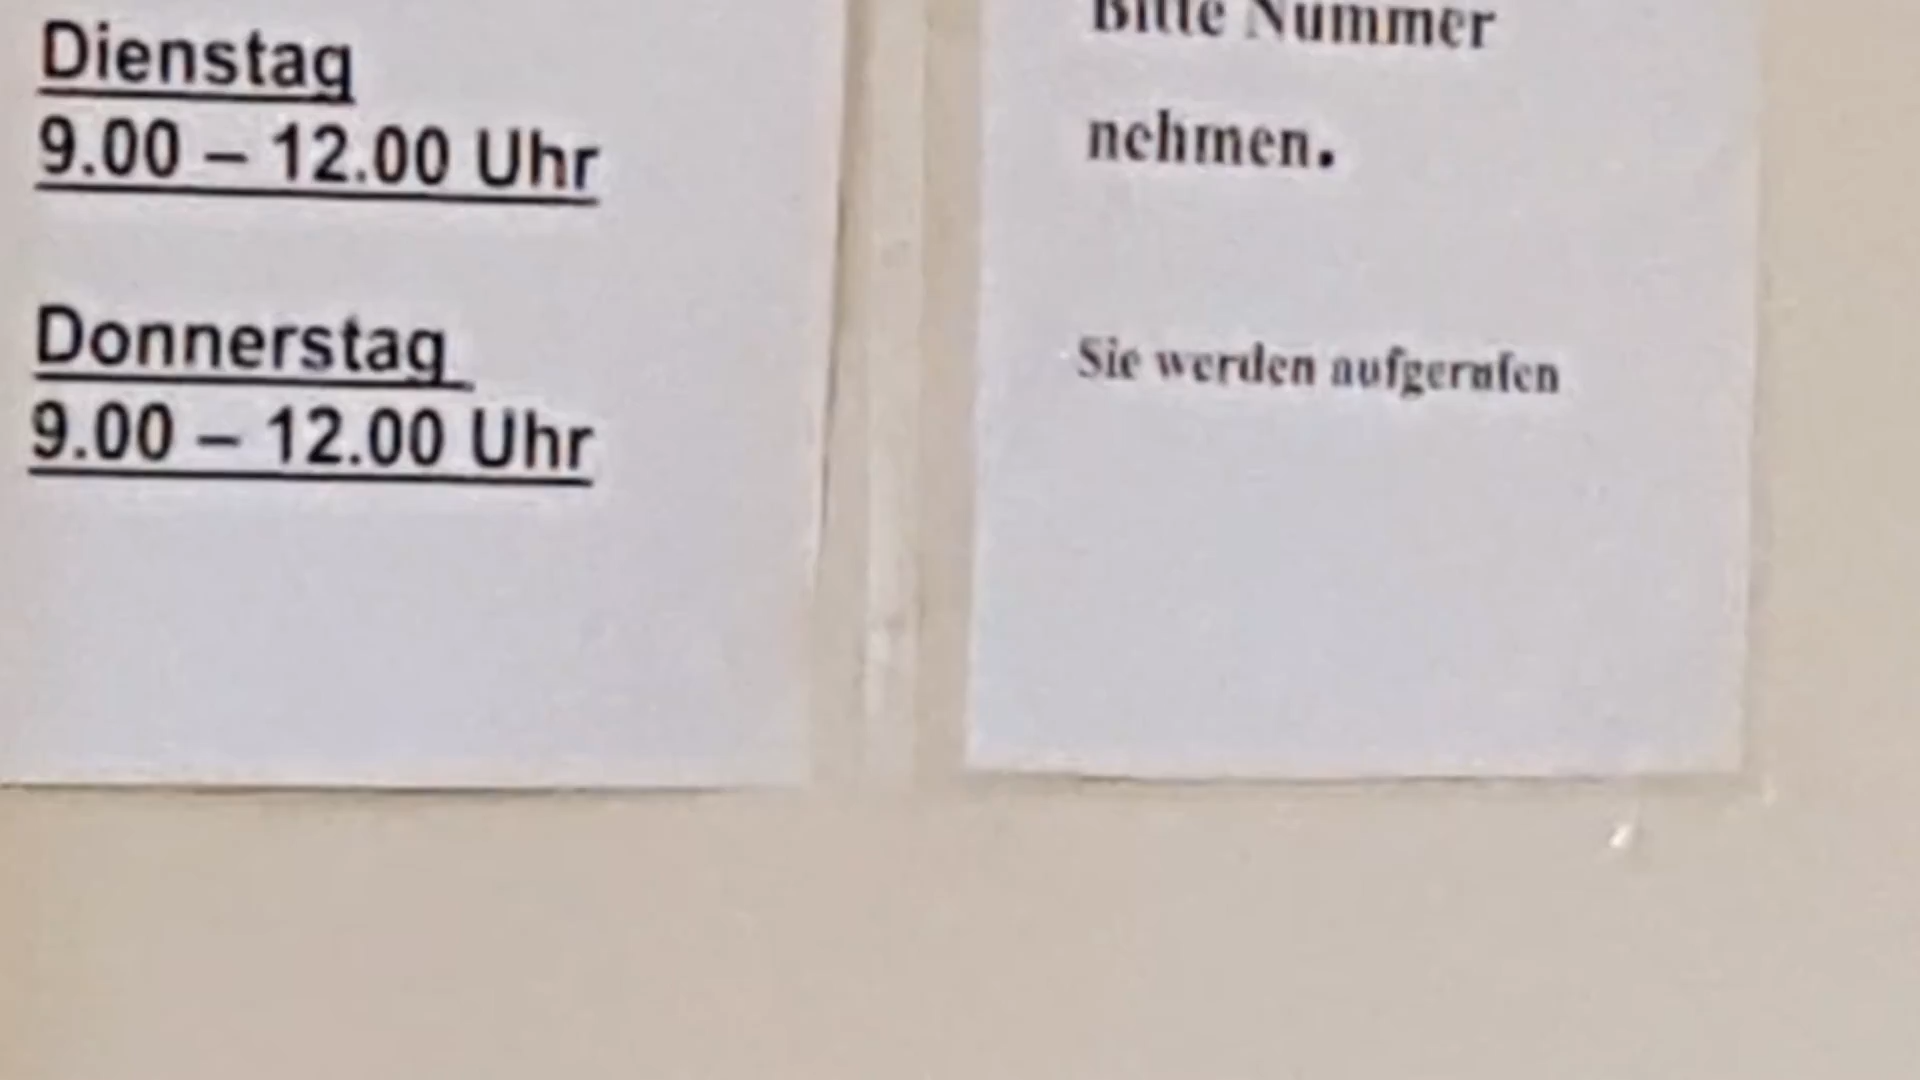 Dienstag
9.00 – 12.00 Uhr
Donnerstag
9.00 – 12.00 Uhr
Bitte Nummer
nehmen.
Sie werden aufgerufen